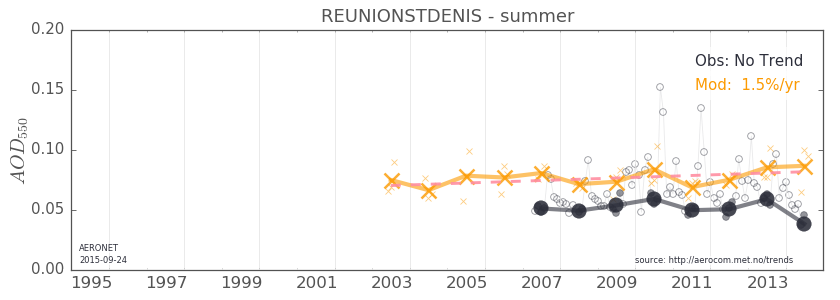 REUNIONSTDENIS - summer
0.20
0.15
0.10
0.05
0.00
AOD550
Obs: No Trend
Mod: 1.5%/yr
AERONET
2015-09-24
source: http://aerocom.met.no/trends
1995 1997 1999 2001 2003 2005 2007 2009 2011 2013